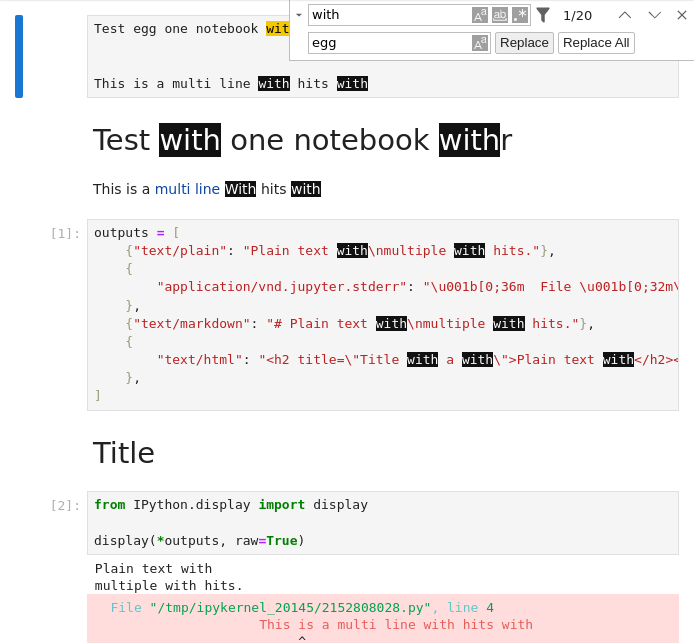 with Aa ab .* 1/20
egg Aa Replace Replace All
Test egg one notebook wit
This is a multi line with hits with
Test with one notebook withr
This is a multi line With hits with
[1]: outputs = [
{"text/plain": "Plain text with\nmultiple with hits."},
{
"application/vnd.jupyter.stderr": "\u001b[0;36m  File \u001b[0;32m\
},
{"text/markdown": "# Plain text with\nmultiple with hits."},
{
"text/html": "<h2 title=\"Title with a with\">Plain text with</h2><
},
]
Title
[2]: from IPython.display import display
display(*outputs, raw=True)
Plain text with
multiple with hits.
File "/tmp/ipykernel_20145/2152808028.py", line 4
This is a multi line with hits with
^